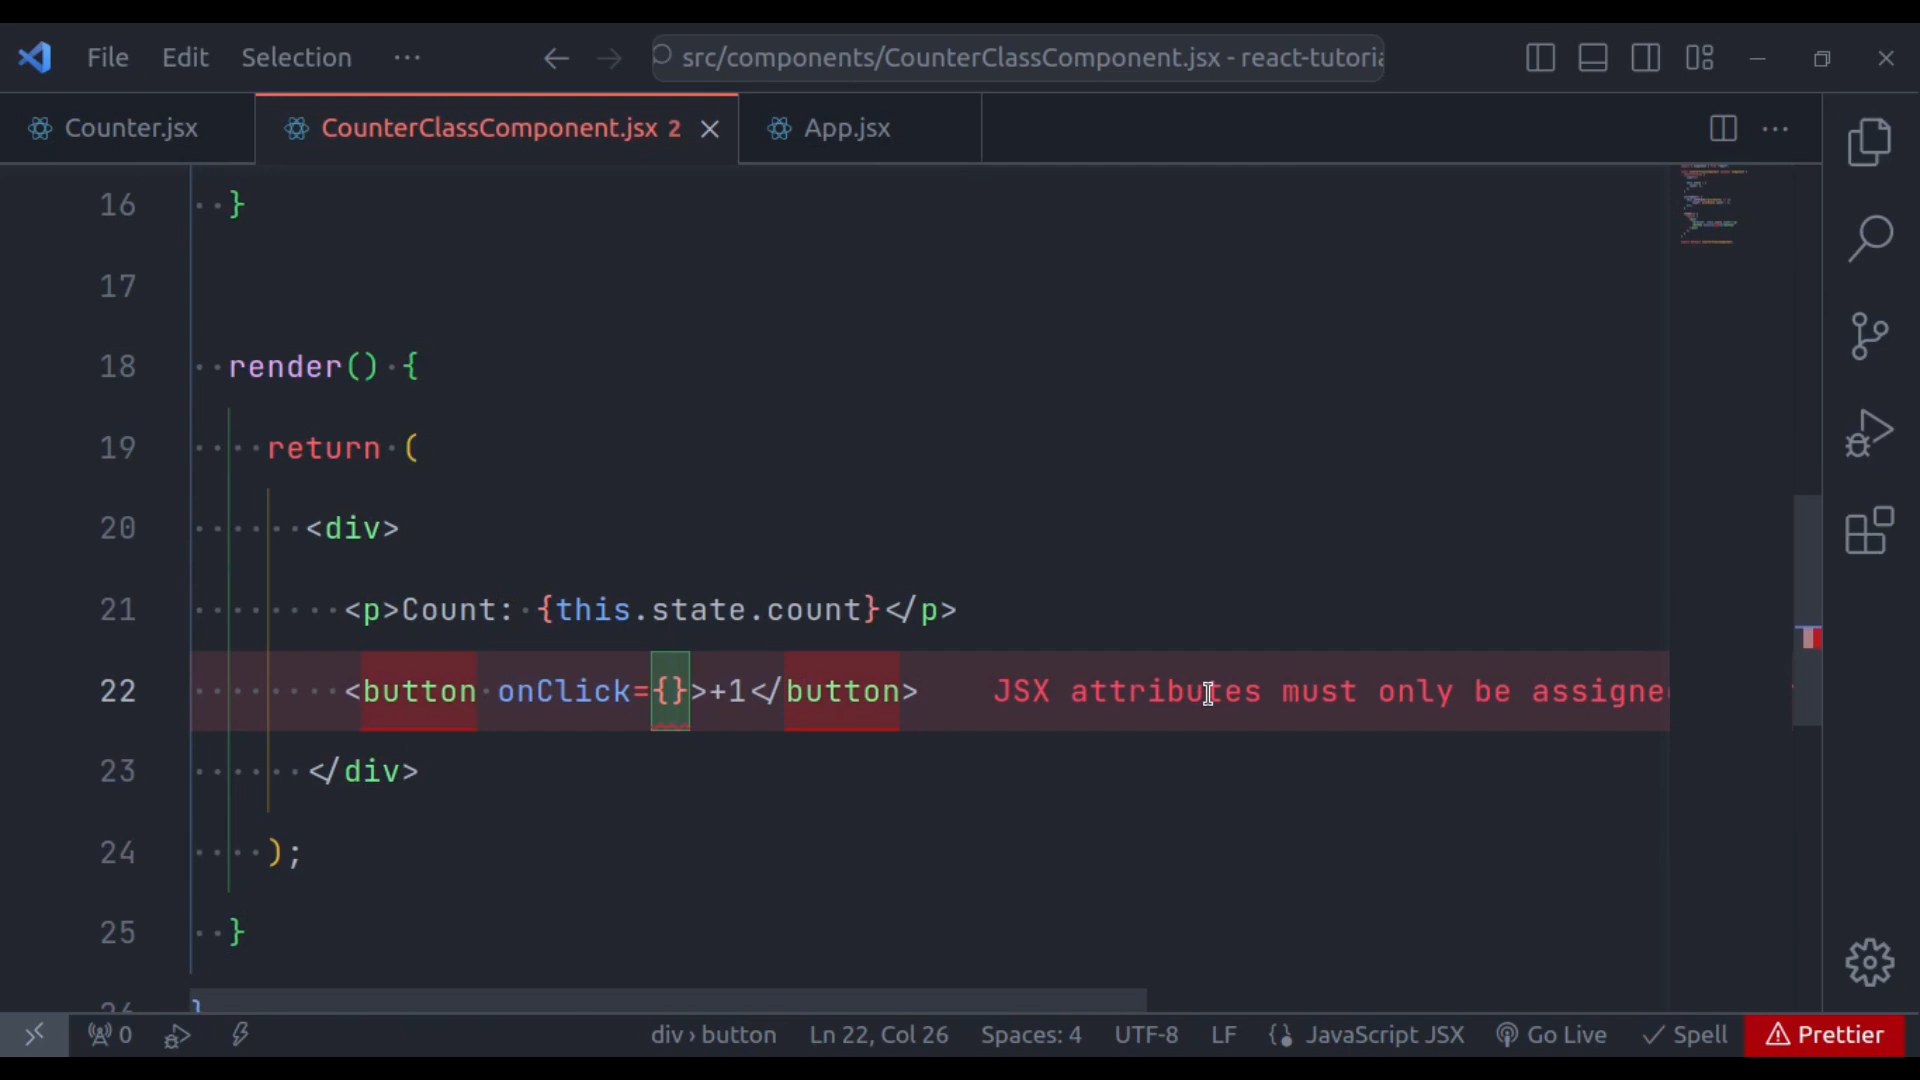 File Edit Selection ··· src/components/CounterClassComponent.jsx - react-tutoria
Counter.jsx CounterClassComponent.jsx 2 App.jsx
16 }
17
18 render() {
19 return (
20 <div>
21 <p>Count: {this.state.count}</p>
22 <button onClick={}>+1</button> JSX attributes must only be assigne
23 </div>
24 );
25 }
26 }
0 div › button Ln 22, Col 26 Spaces: 4 UTF-8 LF JavaScript JSX Go Live Spell Prettier